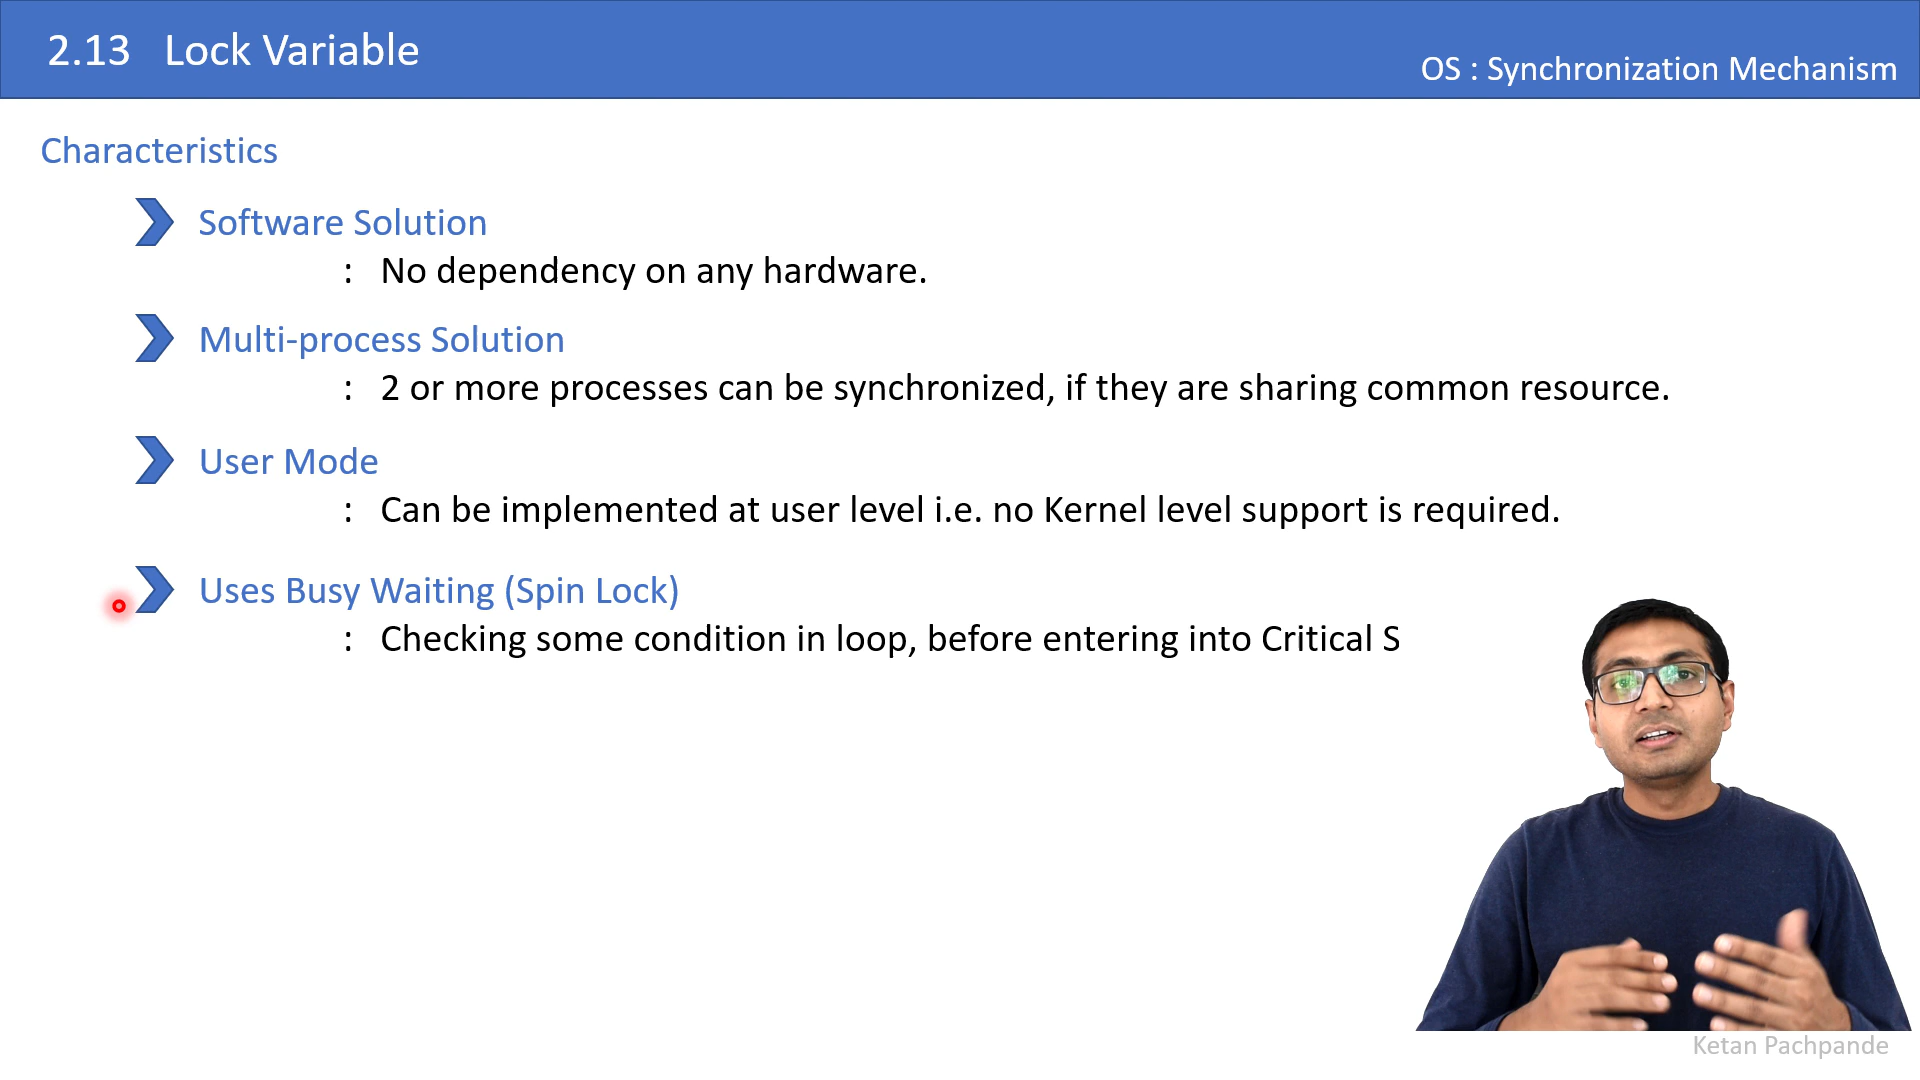 2.13 Lock Variable
OS : Synchronization Mechanism
Characteristics
Software Solution
: No dependency on any hardware.
Multi-process Solution
: 2 or more processes can be synchronized, if they are sharing common resource.
User Mode
: Can be implemented at user level i.e. no Kernel level support is required.
Uses Busy Waiting (Spin Lock)
: Checking some condition in loop, before entering into Critical S
Ketan Pachpande